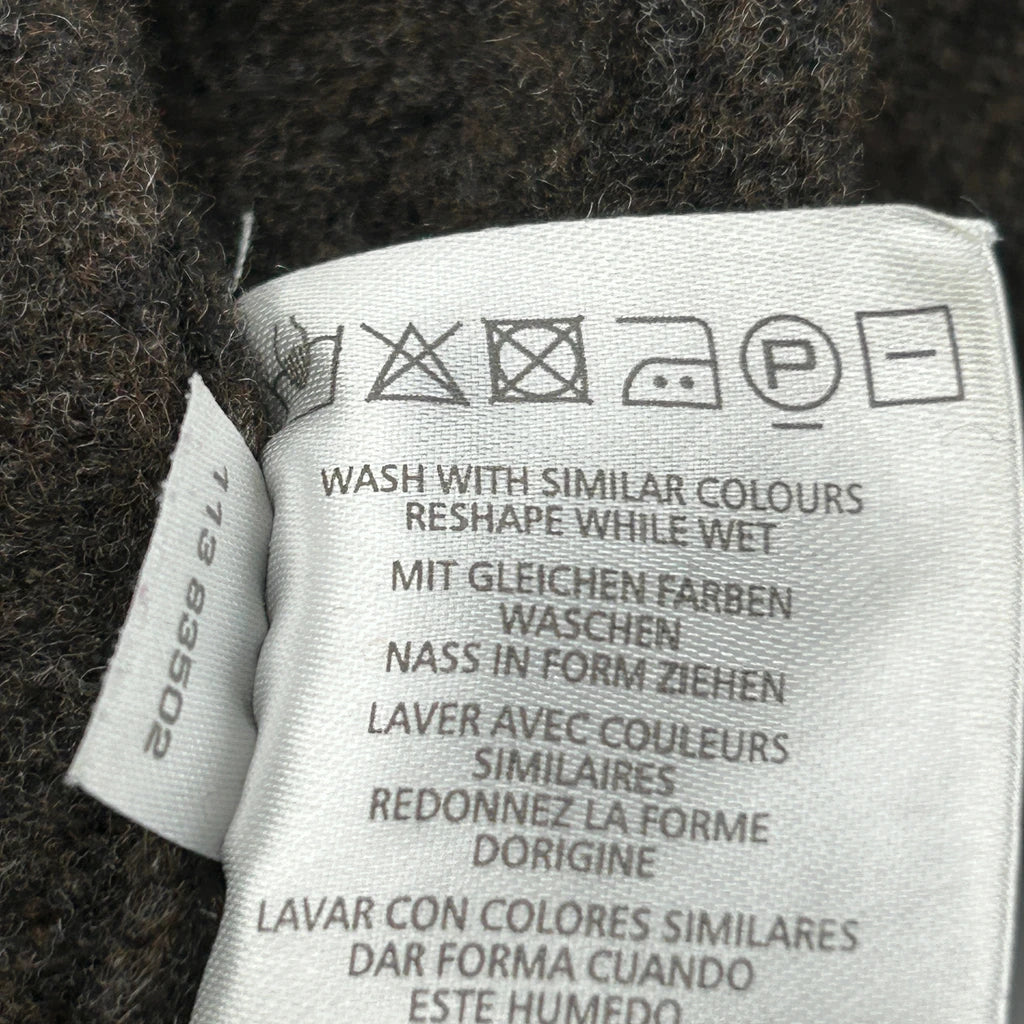 P
WASH WITH SIMILAR COLOURS
RESHAPE WHILE WET
MIT GLEICHEN FARBEN
WASCHEN
NASS IN FORM ZIEHEN
LAVER AVEC COULEURS
SIMILAIRES
REDONNEZ LA FORME
DORIGINE
LAVAR CON COLORES SIMILARES
DAR FORMA CUANDO
ESTE HUMEDO
113 83502